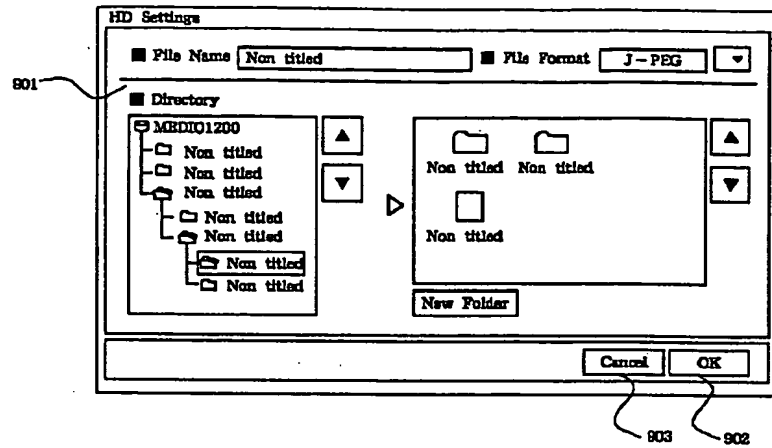 HD Settings
File Name Non titled File Format J-PEG
901
Directory
MEDIQ1200
Non titled
Non titled
Non titled
Non titled
Non titled
Non titled
Non titled
Non titled Non titled
Non titled
New Folder
Cancel OK
903 902